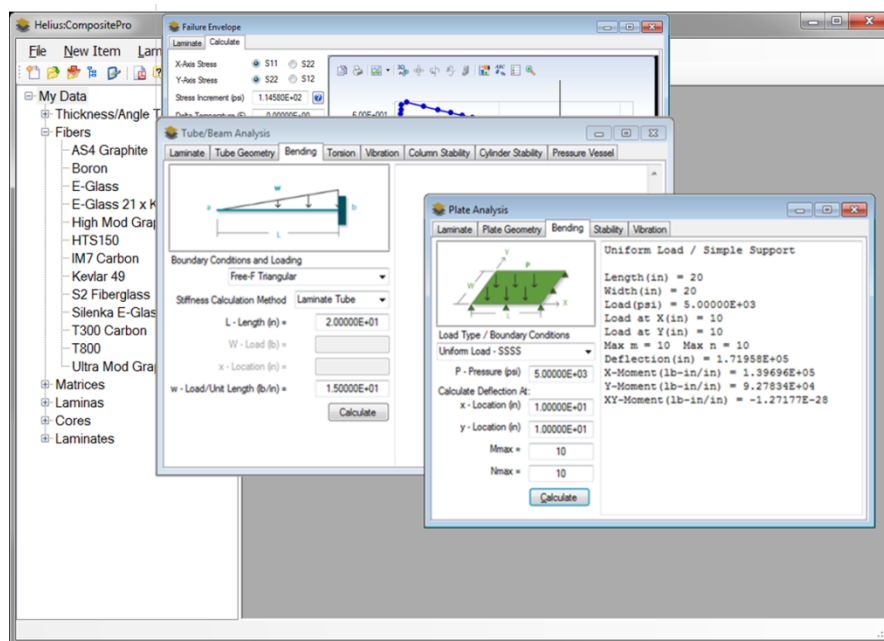 Helius:CompositePro
File New Item Lam
My Data
Thickness/Angle T
Fibers
AS4 Graphite
Boron
E-Glass
E-Glass 21 x K
High Mod Grap
HTS150
IM7 Carbon
Kevlar 49
S2 Fiberglass
Silenka E-Glas
T300 Carbon
T800
Ultra Mod Grap
Matrices
Laminas
Cores
Laminates
Failure Envelope
Laminate Calculate
X-Axis Stress S11 S22
Y-Axis Stress S22 S12
Stress Increment (psi) 1.14580E+02
6.00E+001
Tube/Beam Analysis
Laminate Tube Geometry Bending Torsion Vibration Column Stability Cylinder Stability Pressure Vessel
w
a b
L
Boundary Conditions and Loading
Free-F Triangular
Stiffness Calculation Method Laminate Tube
L - Length (in) = 2.00000E+01
W - Load (lb) =
x - Location (in) =
w - Load/Unit Length (lb/in) = 1.50000E+01
Calculate
Plate Analysis
Laminate Plate Geometry Bending Stability Vibration
Y
P
W
X
L
Load Type / Boundary Conditions
Uniform Load - SSSS
P - Pressure (psi) 5.00000E+03
Calculate Deflection At:
x - Location (in) 1.00000E+01
y - Location (in) 1.00000E+01
Mmax = 10
Nmax = 10
Calculate
Uniform Load / Simple Support
Length(in) = 20
Width(in) = 20
Load(psi) = 5.00000E+03
Load at X(in) = 10
Load at Y(in) = 10
Max m = 10 Max n = 10
Deflection(in) = 1.71958E+05
X-Moment(lb-in/in) = 1.39696E+05
Y-Moment(lb-in/in) = 9.27834E+04
XY-Moment(lb-in/in) = -1.27177E-28